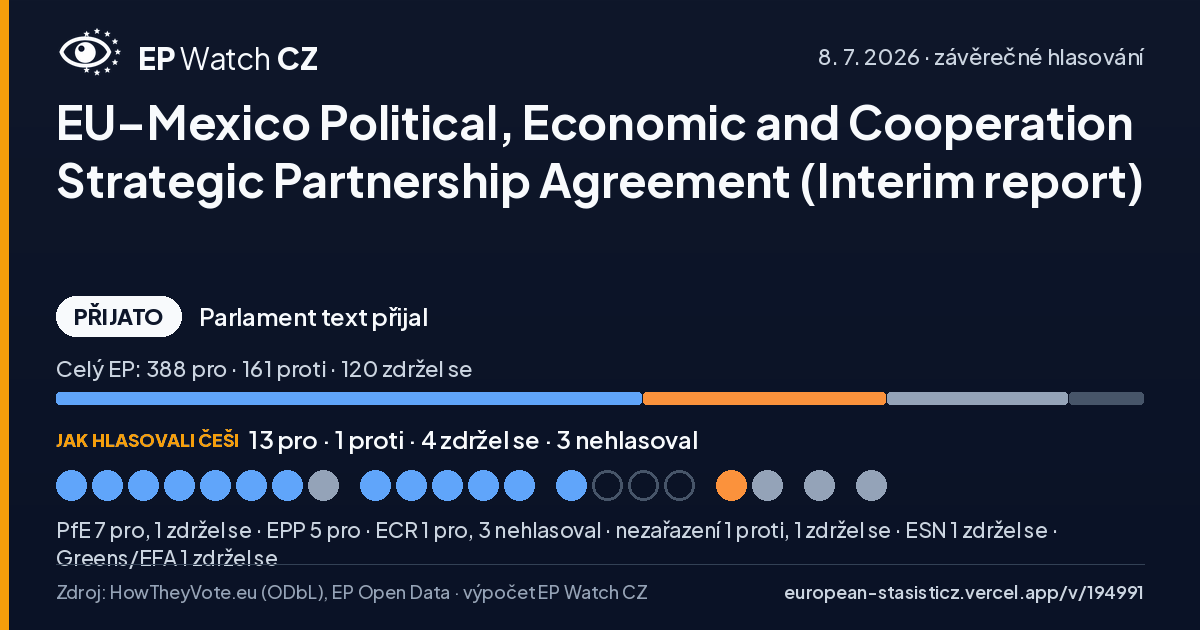 EP Watch CZ
8. 7. 2026 · závěrečné hlasování
EU–Mexico Political, Economic and Cooperation
Strategic Partnership Agreement (Interim report)
PŘIJATO Parlament text přijal
Celý EP: 388 pro · 161 proti · 120 zdržel se
JAK HLASOVALI ČEŠI 13 pro · 1 proti · 4 zdržel se · 3 nehlasoval
PfE 7 pro, 1 zdržel se · EPP 5 pro · ECR 1 pro, 3 nehlasoval · nezařazení 1 proti, 1 zdržel se · ESN 1 zdržel se ·
Greens/EFA 1 zdržel se
Zdroj: HowTheyVote.eu (ODbL), EP Open Data · výpočet EP Watch CZ
european-stasisticz.vercel.app/v/194991